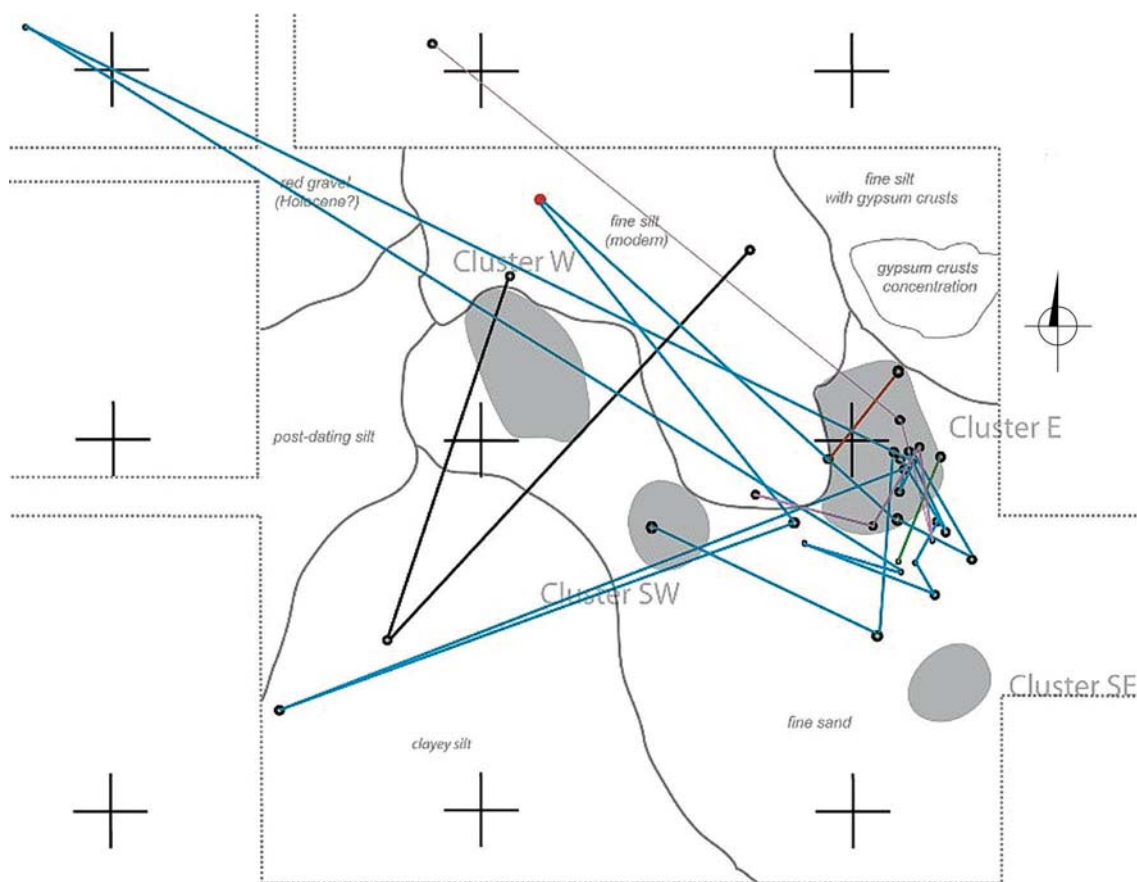 red gravel
(Holocene?)
fine silt
(modern)
fine silt
with gypsum crusts
Cluster W
gypsum crusts
concentration
post-dating silt
Cluster E
Cluster SW
Cluster SE
clayey silt
fine sand